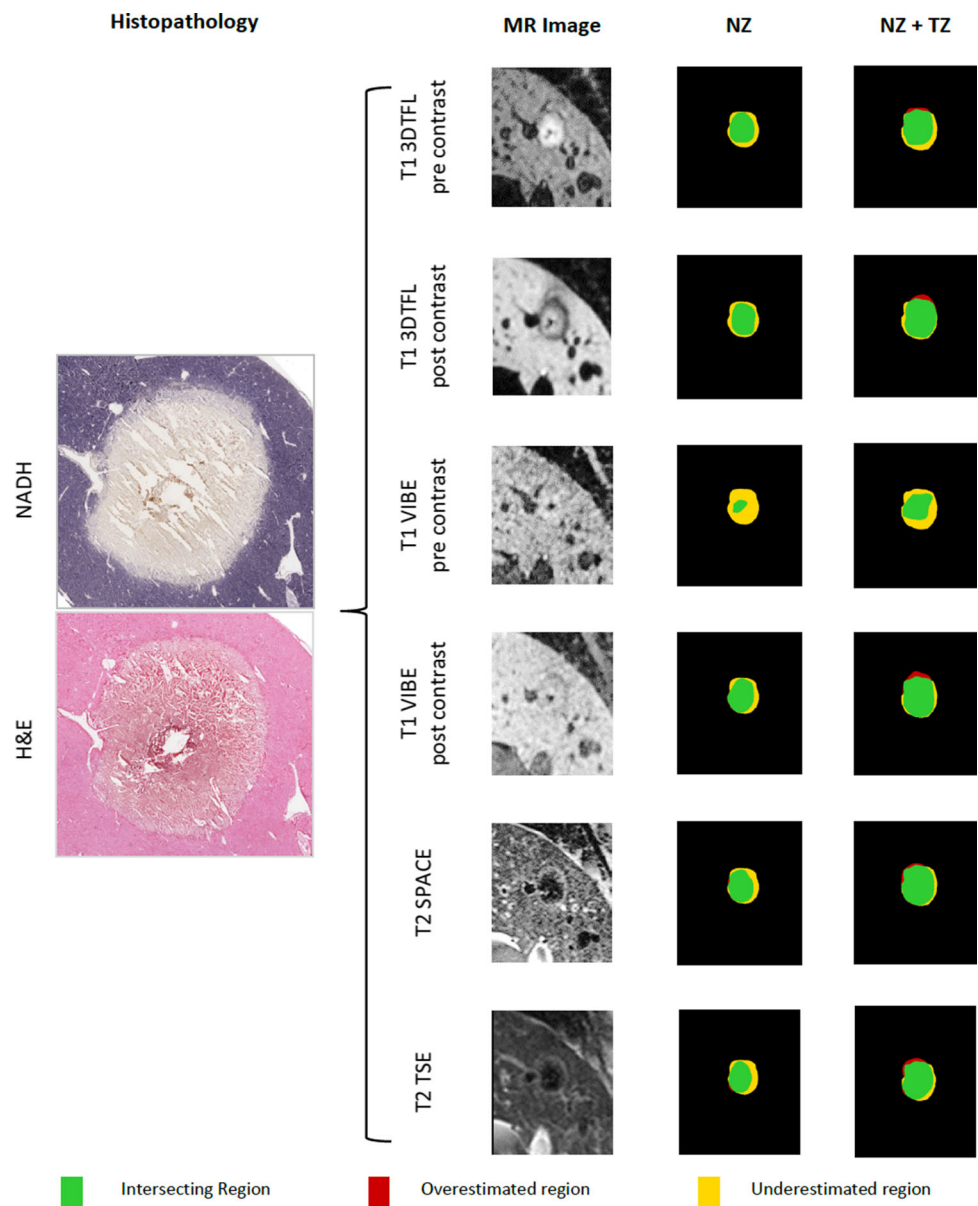 Histopathology
MR Image
NZ
NZ + TZ
T1 3DTFL
pre contrast
T1 3DTFL
post contrast
NADH
T1 VIBE
pre contrast
H&E
T1 VIBE
post contrast
T2 SPACE
T2 TSE
Intersecting Region
Overestimated region
Underestimated region